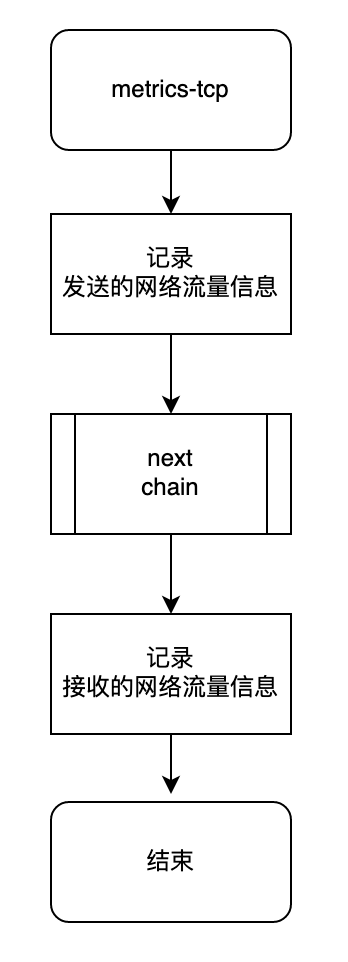 metrics-tcp
记录
发送的网络流量信息
next
chain
记录
接收的网络流量信息
结束